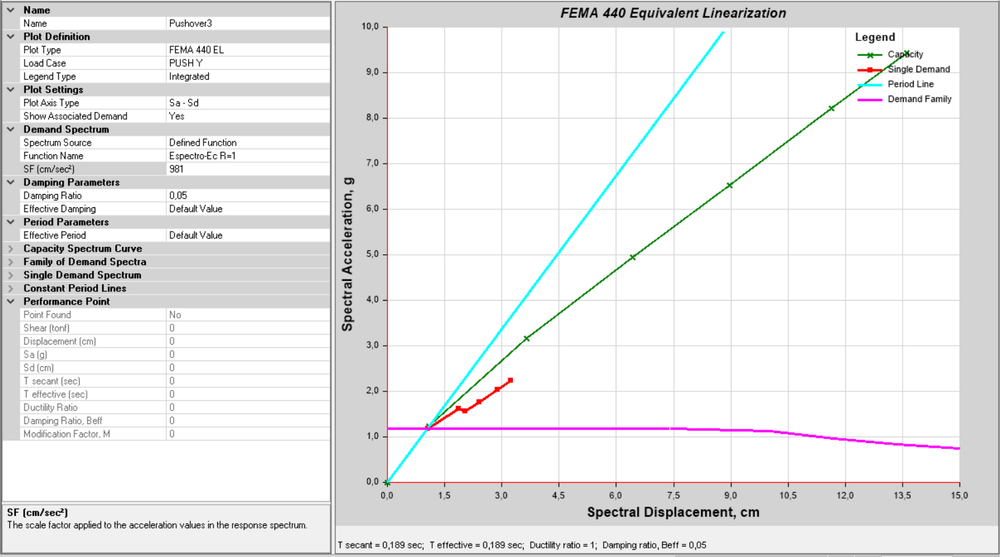 Name
Name Pushover3
Plot Definition
Plot Type FEMA 440 EL
Load Case PUSH Y
Legend Type Integrated
Plot Settings
Plot Axis Type Sa - Sd
Show Associated Demand Yes
Demand Spectrum
Spectrum Source Defined Function
Function Name Espectro-Ec R=1
SF (cm/sec²) 981
Damping Parameters
Damping Ratio 0,05
Effective Damping Default Value
Period Parameters
Effective Period Default Value
Capacity Spectrum Curve
Family of Demand Spectra
Single Demand Spectrum
Constant Period Lines
Performance Point
Point Found No
Shear (tonf) 0
Displacement (cm) 0
Sa (g) 0
Sd (cm) 0
T secant (sec) 0
T effective (sec) 0
Ductility Ratio 0
Damping Ratio, Beff 0
Modification Factor, M 0
SF (cm/sec²)
The scale factor applied to the acceleration values in the response spectrum.
FEMA 440 Equivalent Linearization
Legend
Capacity
Single Demand
Period Line
Demand Family
Spectral Acceleration, g
10,0
9,0
8,0
7,0
6,0
5,0
4,0
3,0
2,0
1,0
0,0
0,0 1,5 3,0 4,5 6,0 7,5 9,0 10,5 12,0 13,5 15,0
Spectral Displacement, cm
T secant = 0,189 sec; T effective = 0,189 sec; Ductility ratio = 1; Damping ratio, Beff = 0,05